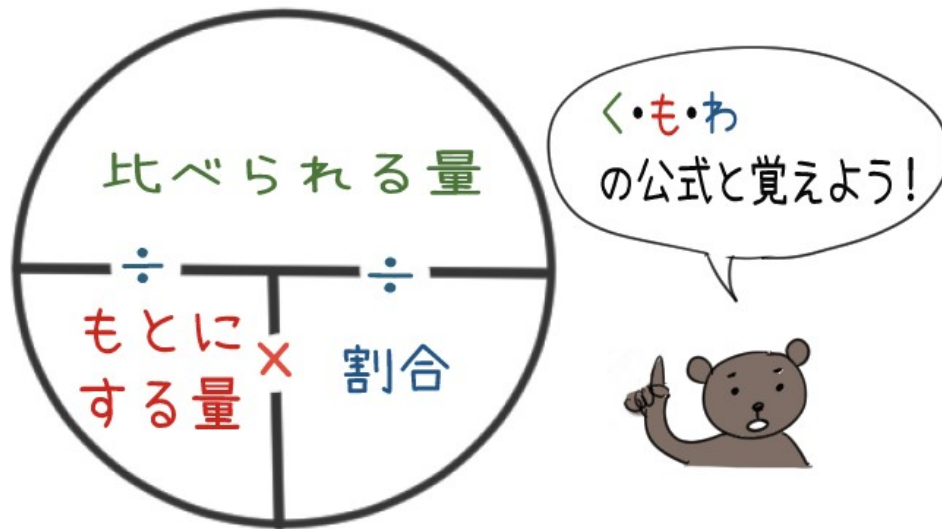 比べられる量
÷ ÷
もとに
する量
×
割合
く・も・わ
の公式と覚えよう!